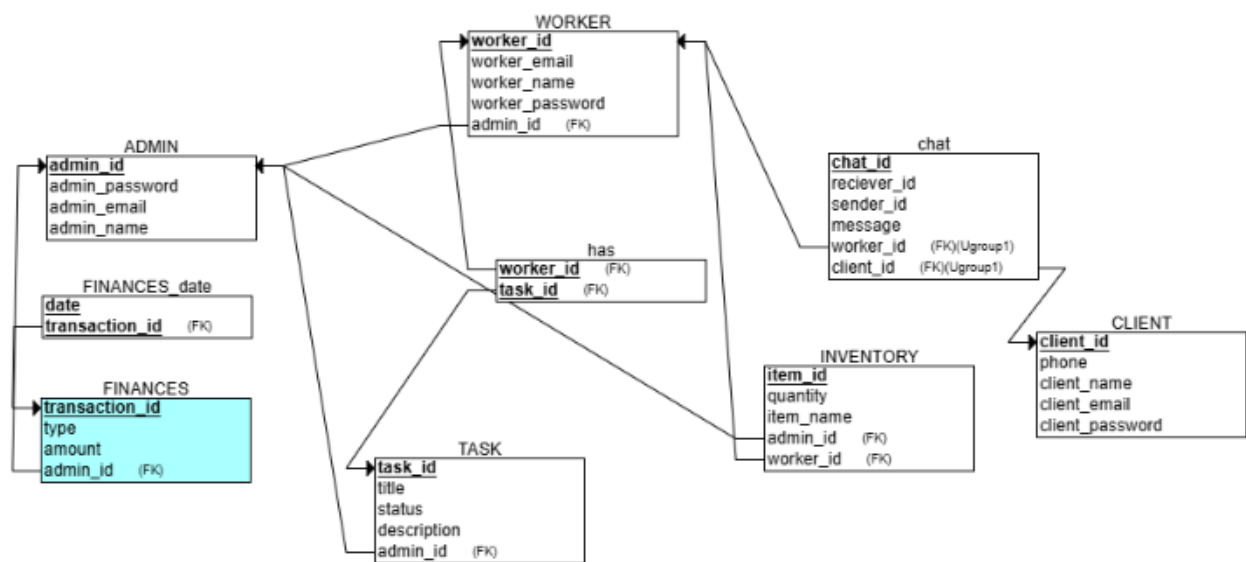 WORKER
worker_id
worker_email
worker_name
worker_password
admin_id (FK)
ADMIN
admin_id
admin_password
admin_email
admin_name
chat
chat_id
reciever_id
sender_id
message
worker_id (FK)(Ugroup1)
client_id (FK)(Ugroup1)
has
worker_id (FK)
task_id (FK)
FINANCES_date
date
transaction_id (FK)
CLIENT
client_id
phone
client_name
client_email
client_password
INVENTORY
item_id
quantity
item_name
admin_id (FK)
worker_id (FK)
FINANCES
transaction_id
type
amount
admin_id (FK)
TASK
task_id
title
status
description
admin_id (FK)